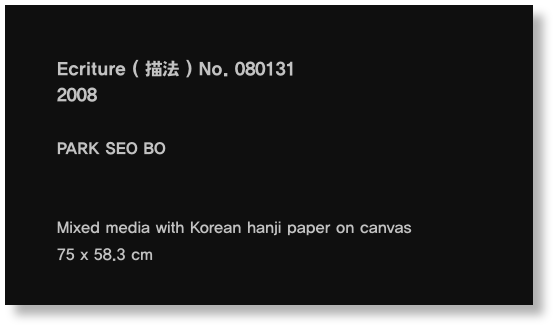 Ecriture ( 描法 ) No. 080131
2008
PARK SEO BO
Mixed media with Korean hanji paper on canvas
75 x 58.3 cm